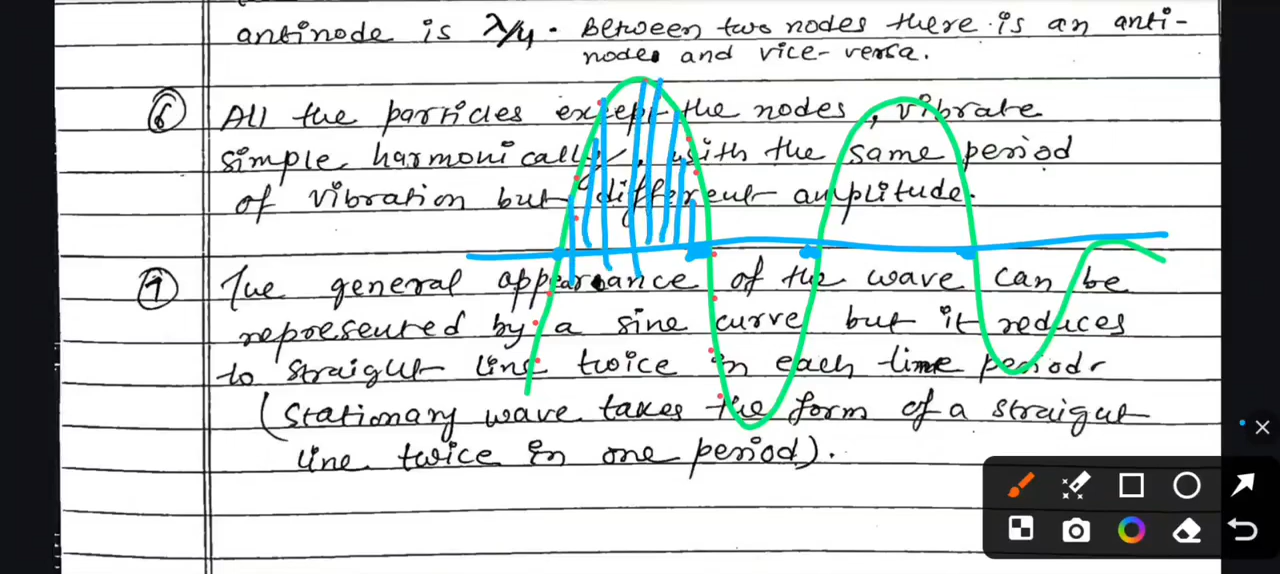 antinode is λ/4. Between two nodes there is an anti-
nodes and vice-versa.
⑥ All the particles except the nodes, vibrate
simple harmonically, with the same period
of vibration but different amplitude.
⑦ The general appearance of the wave can be
represented by a sine curve but it reduces
to straight line twice in each time period.
(Stationary wave takes the form of a straight
line twice in one period).